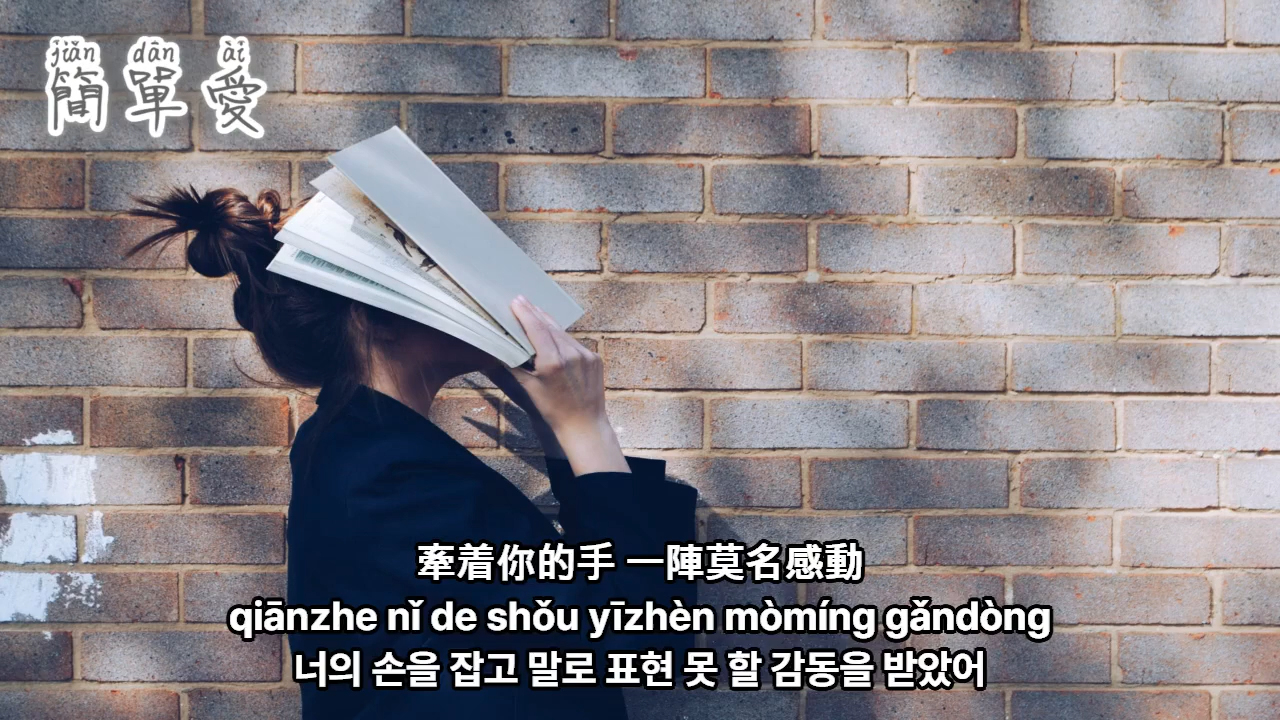 jiǎn dān ài
簡單愛
牽着你的手 一陣莫名感動
qiānzhe nǐ de shǒu yīzhèn mòmíng gǎndòng
너의 손을 잡고 말로 표현 못 할 감동을 받았어